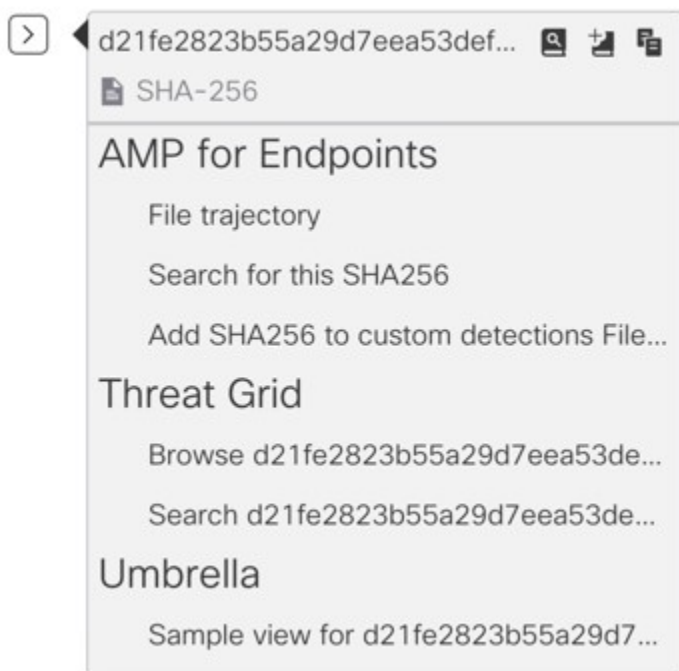 d21fe2823b55a29d7eea53def...
SHA-256
AMP for Endpoints
File trajectory
Search for this SHA256
Add SHA256 to custom detections File...
Threat Grid
Browse d21fe2823b55a29d7eea53de...
Search d21fe2823b55a29d7eea53de...
Umbrella
Sample view for d21fe2823b55a29d7...